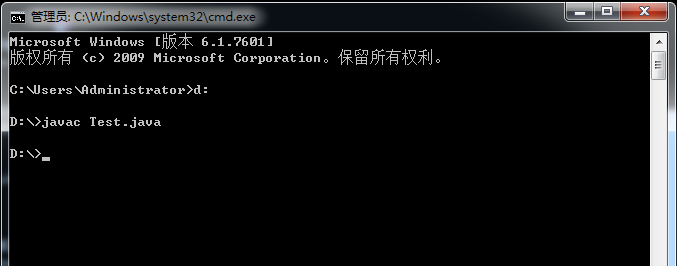 管理员: C:\Windows\system32\cmd.exe
Microsoft Windows [版本 6.1.7601]
版权所有 (c) 2009 Microsoft Corporation。保留所有权利。
C:\Users\Administrator>d:
D:\>javac Test.java
D:\>